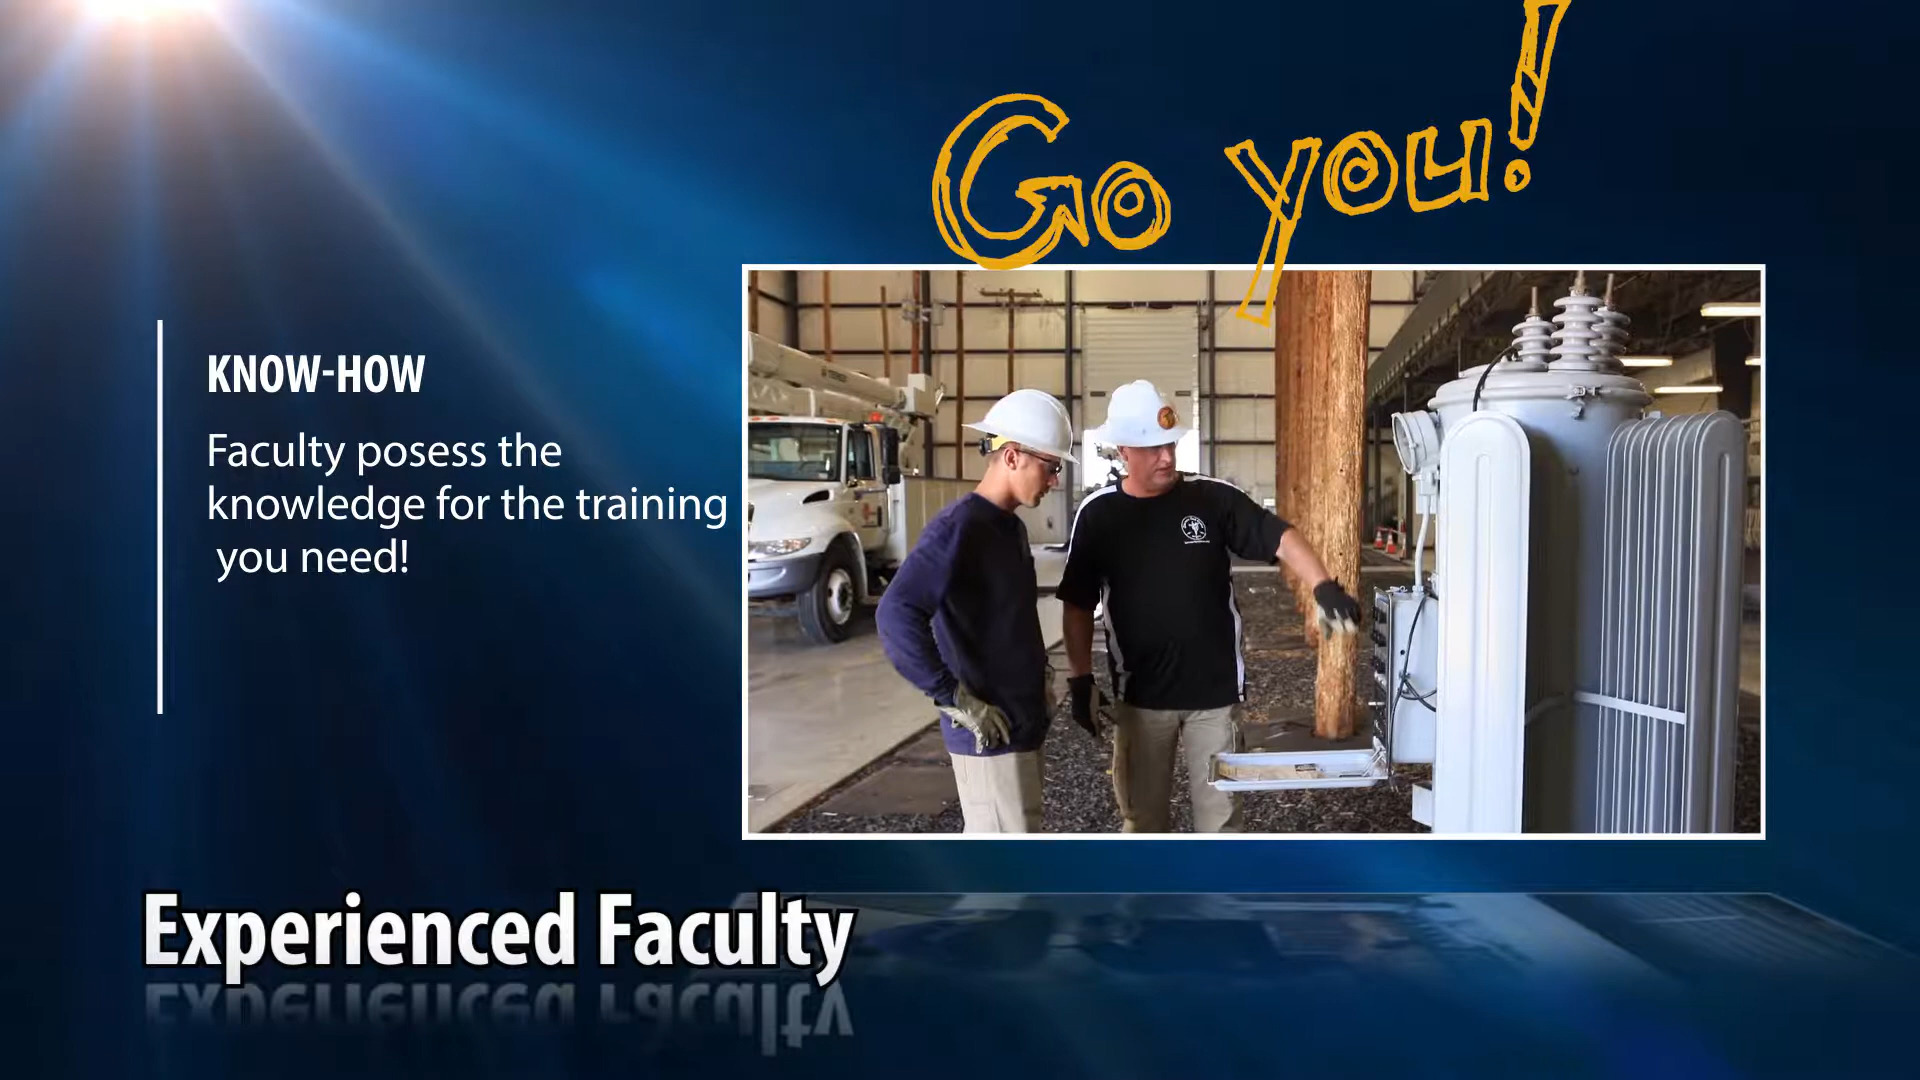 Go you!
KNOW-HOW
Faculty posess the
knowledge for the training
you need!
Experienced Faculty